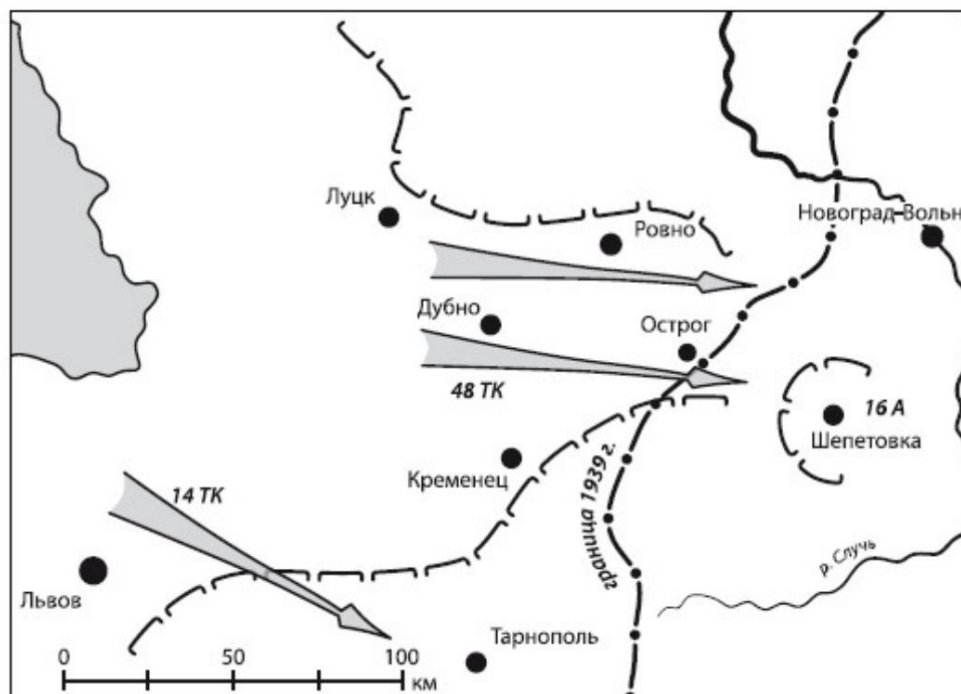 Луцк
Новоград-Вольн
Ровно
Дубно
Острог
48 ТК
16 А
Шепетовка
Кременец
14 ТК
граница 1939 г.
р. Случь
Львов
Тарнополь
0 50 100
км